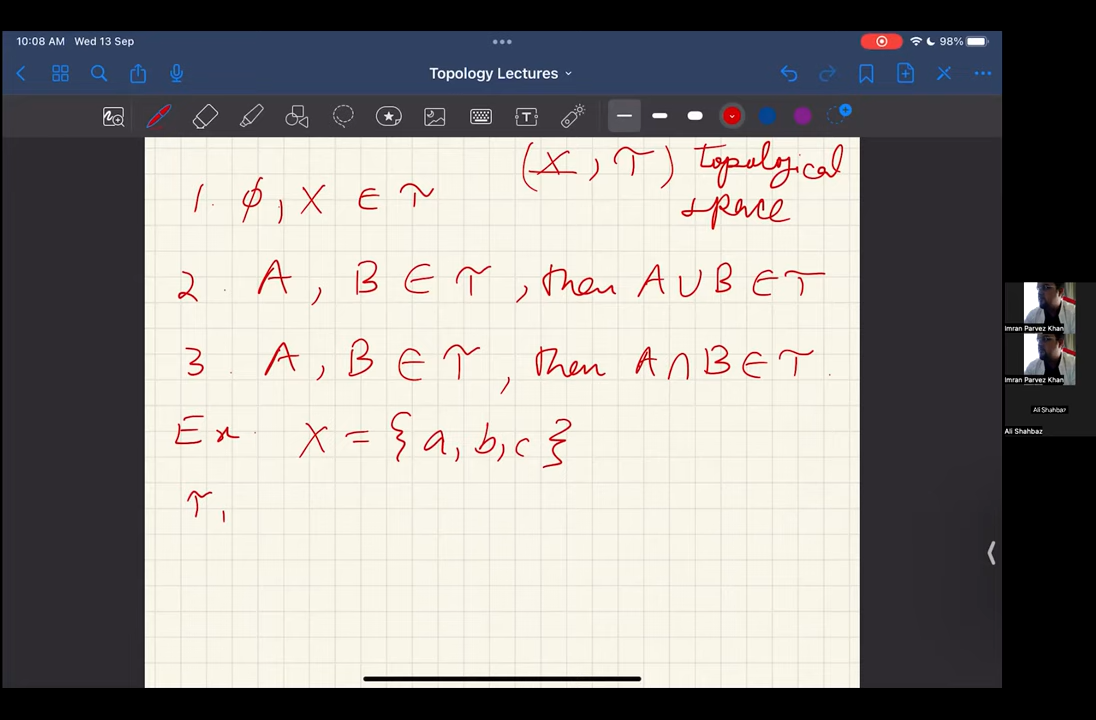 10:08 AM Wed 13 Sep
98%
Topology Lectures
T
(X, τ) topological
space
1. ϕ, X ∈ τ
2. A, B ∈ τ, then A ∪ B ∈ τ
3. A, B ∈ τ, then A ∩ B ∈ τ.
Ex. X = {a, b, c}
τ₁
Imran Parvez Khan
Imran Parvez Khan
Ali Shahbaz
Ali Shahbaz